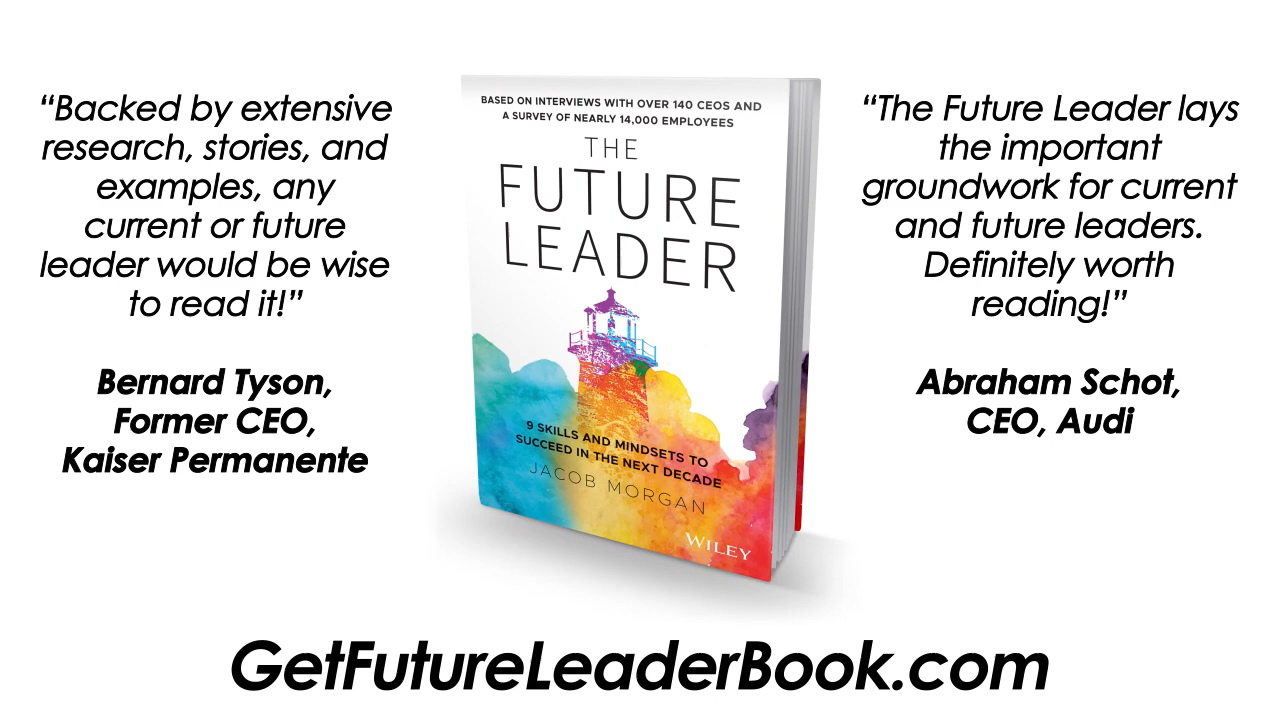 “Backed by extensive
research, stories, and
examples, any
current or future
leader would be wise
to read it!”
Bernard Tyson,
Former CEO,
Kaiser Permanente
BASED ON INTERVIEWS WITH OVER 140 CEOS AND
A SURVEY OF NEARLY 14,000 EMPLOYEES
THE
FUTURE
LEADER
9 SKILLS AND MINDSETS TO
SUCCEED IN THE NEXT DECADE
JACOB MORGAN
WILEY
“The Future Leader lays
the important
groundwork for current
and future leaders.
Definitely worth
reading!”
Abraham Schot,
CEO, Audi
GetFutureLeaderBook.com